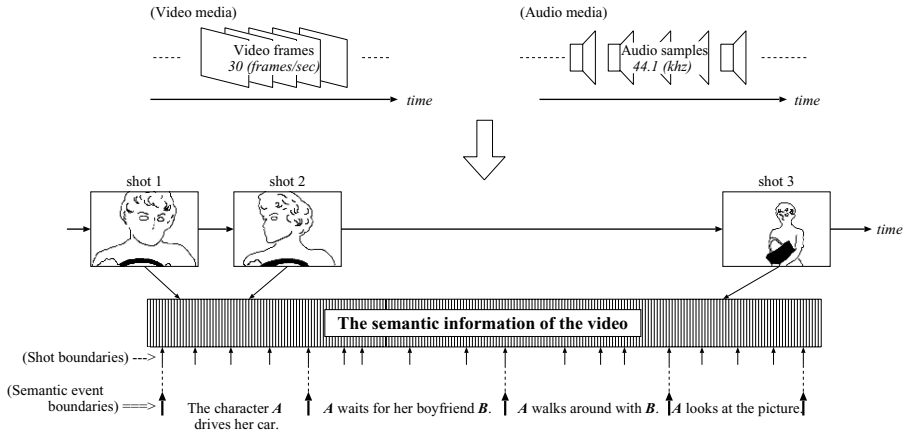 (Video media)
(Audio media)
Video frames
30 (frames/sec)
Audio samples
44.1 (khz)
time
time
shot 1
shot 2
shot 3
time
The semantic information of the video
(Shot boundaries) --->
(Semantic event
boundaries) ===>
The character A
drives her car.
A waits for her boyfriend B.
A walks around with B.
A looks at the picture.